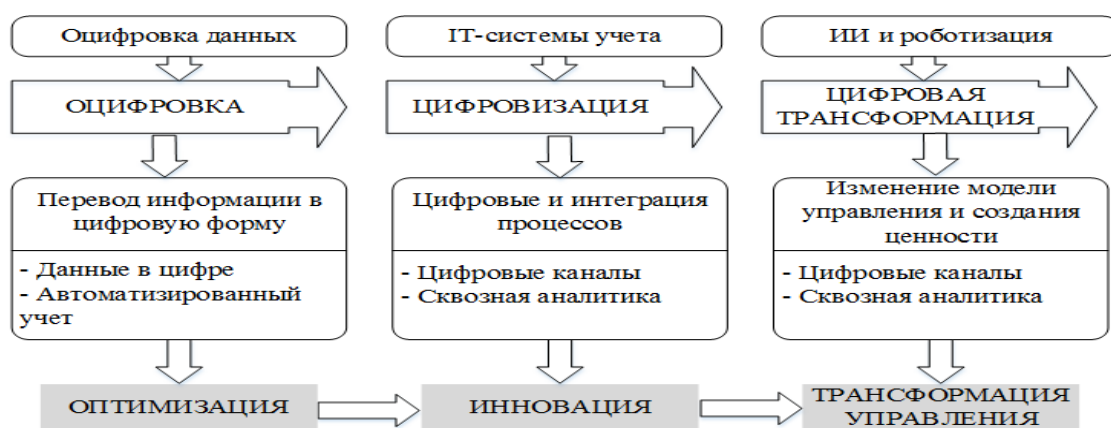 Оцифровка данных
IT-системы учета
ИИ и роботизация
ОЦИФРОВКА
ЦИФРОВИЗАЦИЯ
ЦИФРОВАЯ
ТРАНСФОРМАЦИЯ
Перевод информации в
цифровую форму
- Данные в цифре
- Автоматизированный
учет
Цифровые и интеграция
процессов
- Цифровые каналы
- Сквозная аналитика
Изменение модели
управления и создания
ценности
- Цифровые каналы
- Сквозная аналитика
ОПТИМИЗАЦИЯ
ИННОВАЦИЯ
ТРАНСФОРМАЦИЯ
УПРАВЛЕНИЯ